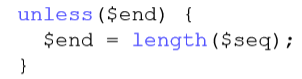 unless($end) {
  $end = length($seq);
}